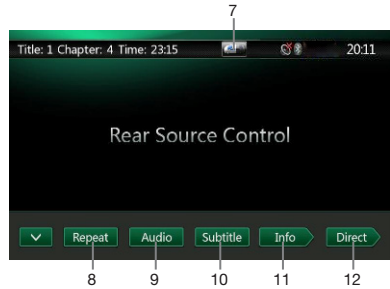 7
Title: 1 Chapter: 4 Time: 23:15 20:11
Rear Source Control
Repeat Audio Subtitle Info Direct
8 9 10 11 12